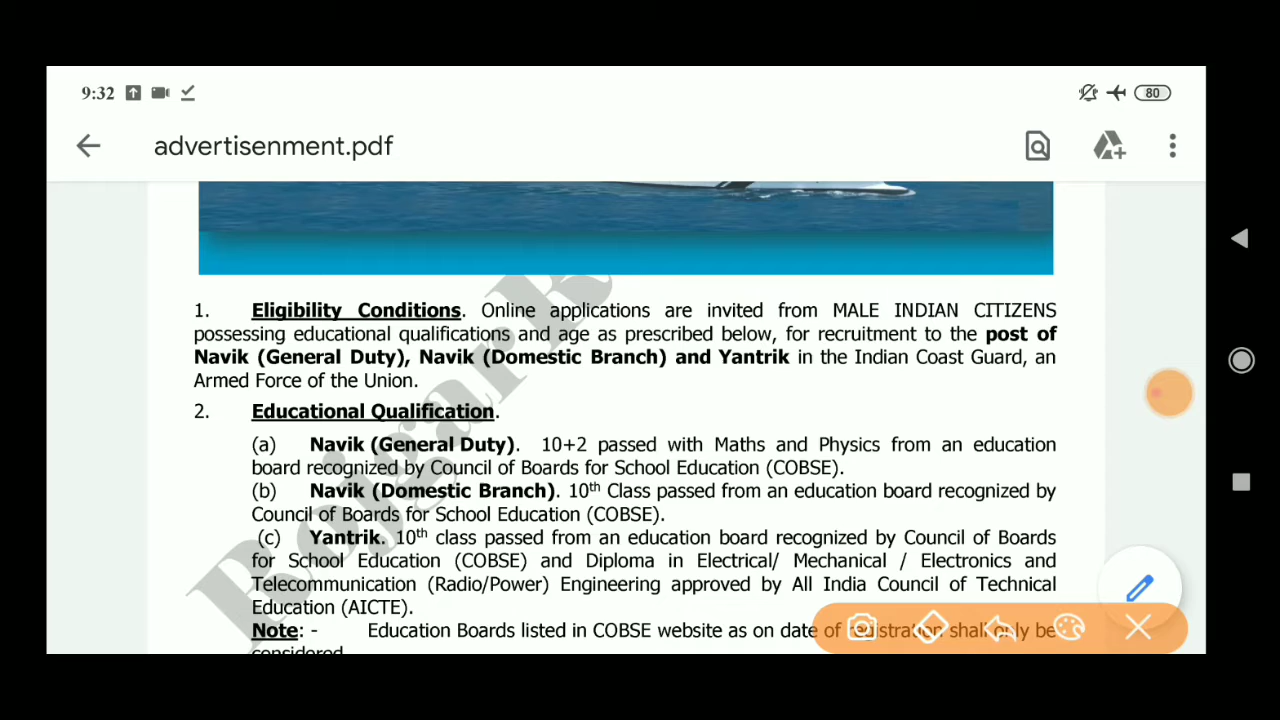 9:32
80
advertisenment.pdf
1. Eligibility Conditions. Online applications are invited from MALE INDIAN CITIZENS
possessing educational qualifications and age as prescribed below, for recruitment to the post of
Navik (General Duty), Navik (Domestic Branch) and Yantrik in the Indian Coast Guard, an
Armed Force of the Union.
2. Educational Qualification.
(a) Navik (General Duty). 10+2 passed with Maths and Physics from an education
board recognized by Council of Boards for School Education (COBSE).
(b) Navik (Domestic Branch). 10th Class passed from an education board recognized by
Council of Boards for School Education (COBSE).
(c) Yantrik. 10th class passed from an education board recognized by Council of Boards
for School Education (COBSE) and Diploma in Electrical/ Mechanical / Electronics and
Telecommunication (Radio/Power) Engineering approved by All India Council of Technical
Education (AICTE).
Note: - Education Boards listed in COBSE website as on date of registration shall only be
considered